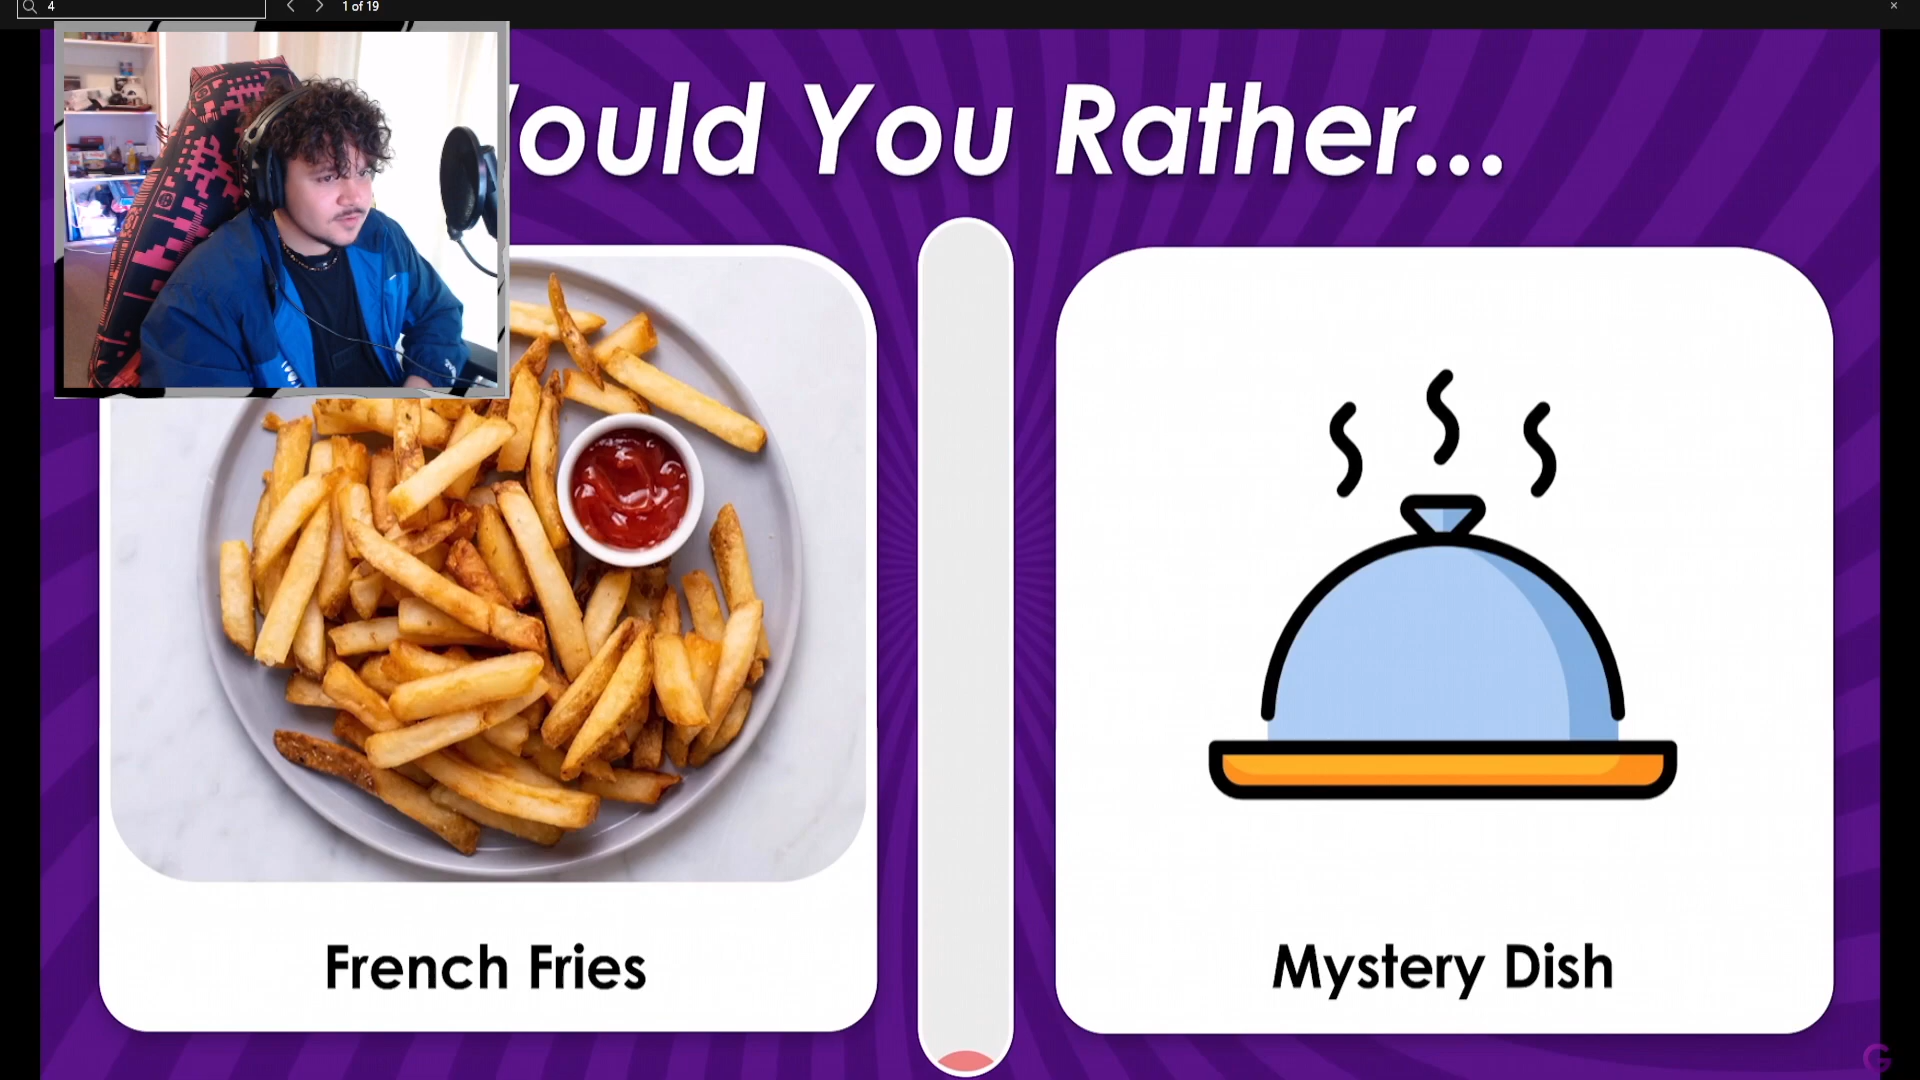 4
1 of 19
ould You Rather...
French Fries
Mystery Dish
G